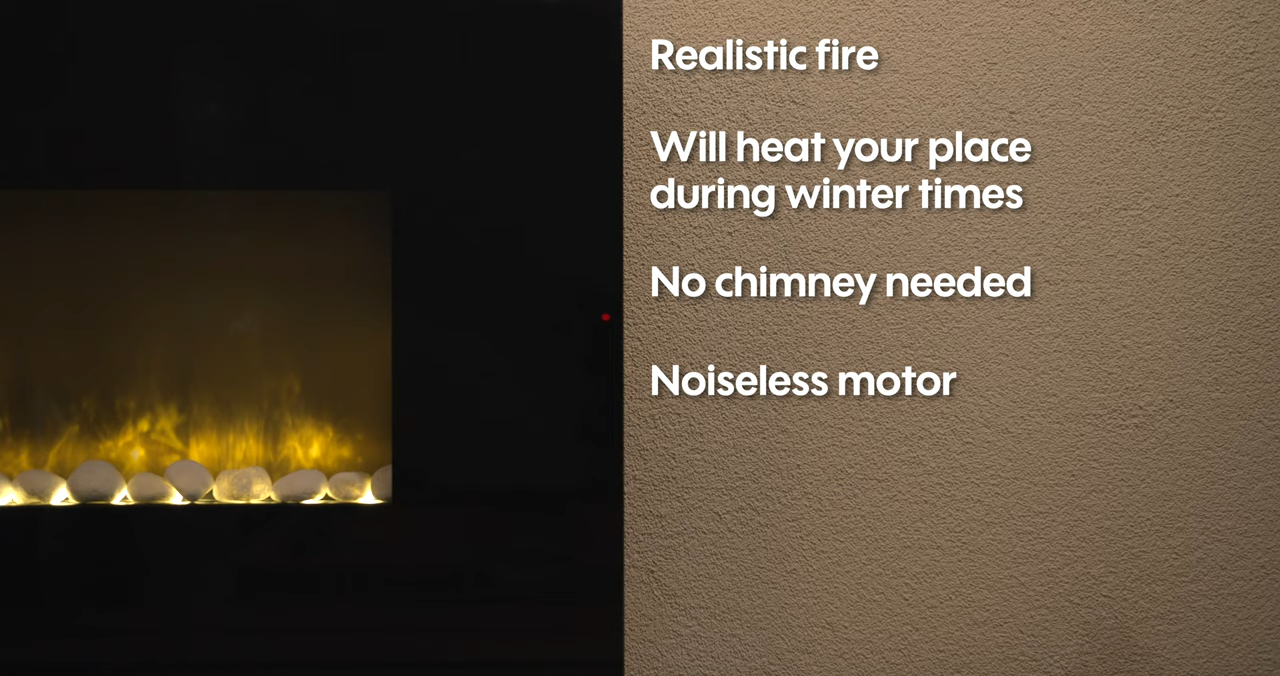 Realistic fire
Will heat your place
during winter times
No chimney needed
Noiseless motor